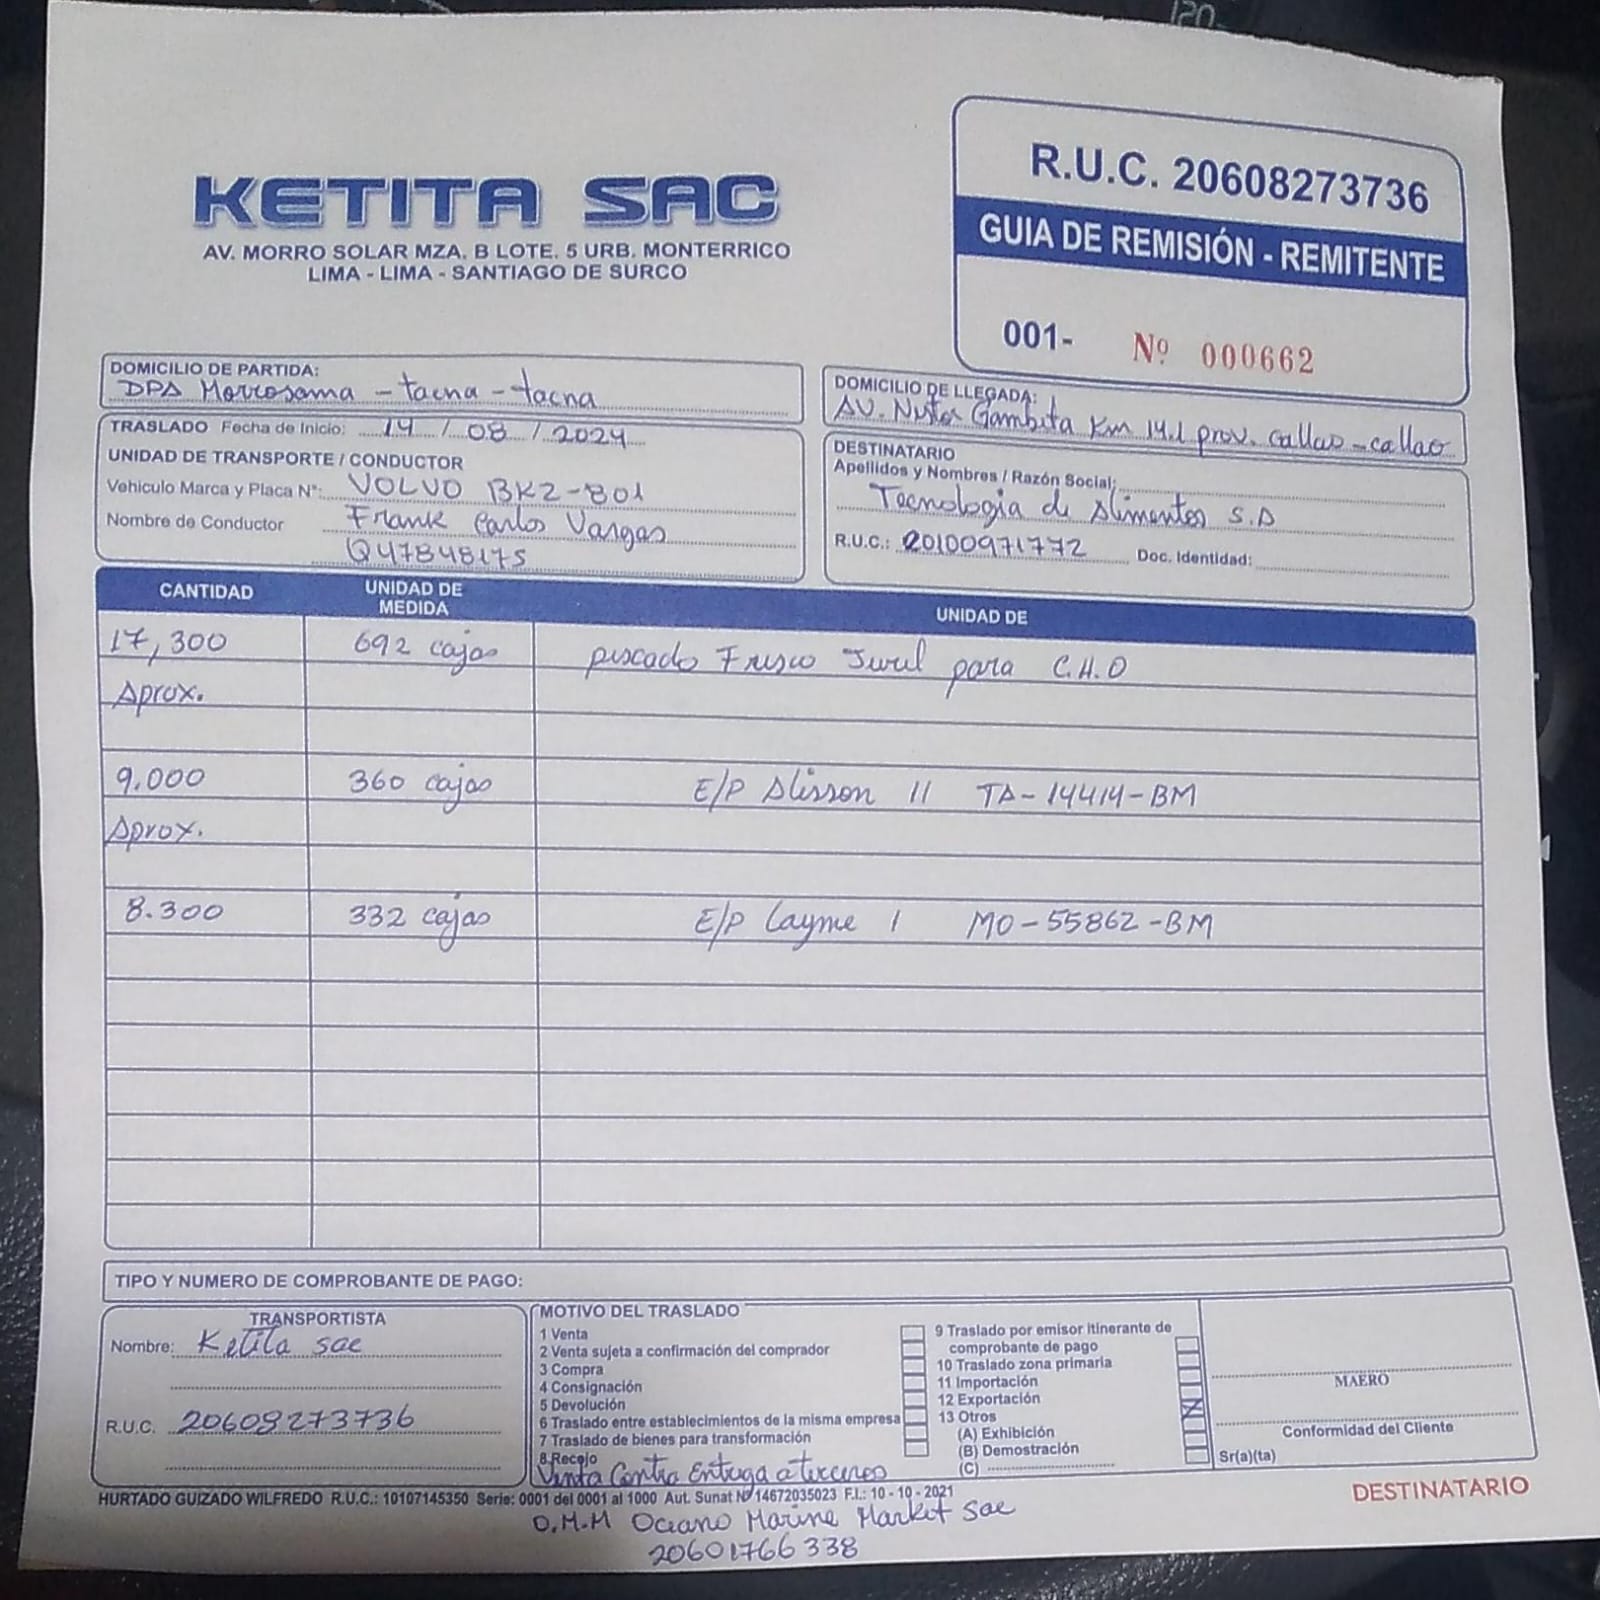 120
KETITA SAC
AV. MORRO SOLAR MZA. B LOTE. 5 URB. MONTERRICO
LIMA - LIMA - SANTIAGO DE SURCO
R.U.C. 20608273736
GUIA DE REMISIÓN - REMITENTE
001- Nº 000662
DOMICILIO DE PARTIDA:
DPA Morrosama - tacna - tacna
DOMICILIO DE LLEGADA:
AV. Nestor Gambeta Km 14.1 prov. callao - callao
TRASLADO Fecha de Inicio: 14 / 08 / 2024
UNIDAD DE TRANSPORTE / CONDUCTOR
Vehiculo Marca y Placa N°: VOLVO BKZ-801
Nombre de Conductor Frank Carlos Vargas
Q47848175
DESTINATARIO
Apellidos y Nombres / Razón Social:
Tecnologia de Alimentos S.A
R.U.C.: 20100971772 Doc. Identidad:
CANTIDAD UNIDAD DE MEDIDA UNIDAD DE
17,300 692 cajas pescado Fresco Jurel para C.H.D
Aprox.
9.000 360 cajas E/P Alisson II TA-14414-BM
Aprox.
8.300 332 cajas E/P Layme I MO-55862-BM
TIPO Y NUMERO DE COMPROBANTE DE PAGO:
TRANSPORTISTA
Nombre: Ketita sac
R.U.C. 20608273736
MOTIVO DEL TRASLADO
1 Venta
2 Venta sujeta a confirmación del comprador
3 Compra
4 Consignación
5 Devolución
6 Traslado entre establecimientos de la misma empresa
7 Traslado de bienes para transformación
8 Recojo
Venta Contra Entrega a terceros
9 Traslado por emisor itinerante de
comprobante de pago
10 Traslado zona primaria
11 Importación
12 Exportación
13 Otros
(A) Exhibición
(B) Demostración
(C)
MAERO
Conformidad del Cliente
Sr(a)(ta)
HURTADO GUIZADO WILFREDO R.U.C.: 10107145350 Serie: 0001 del 0001 al 1000 Aut. Sunat Nº 14672035023 F.I.: 10 - 10 - 2021
DESTINATARIO
O.M.M Oceano Marine Market Sac
20601766338